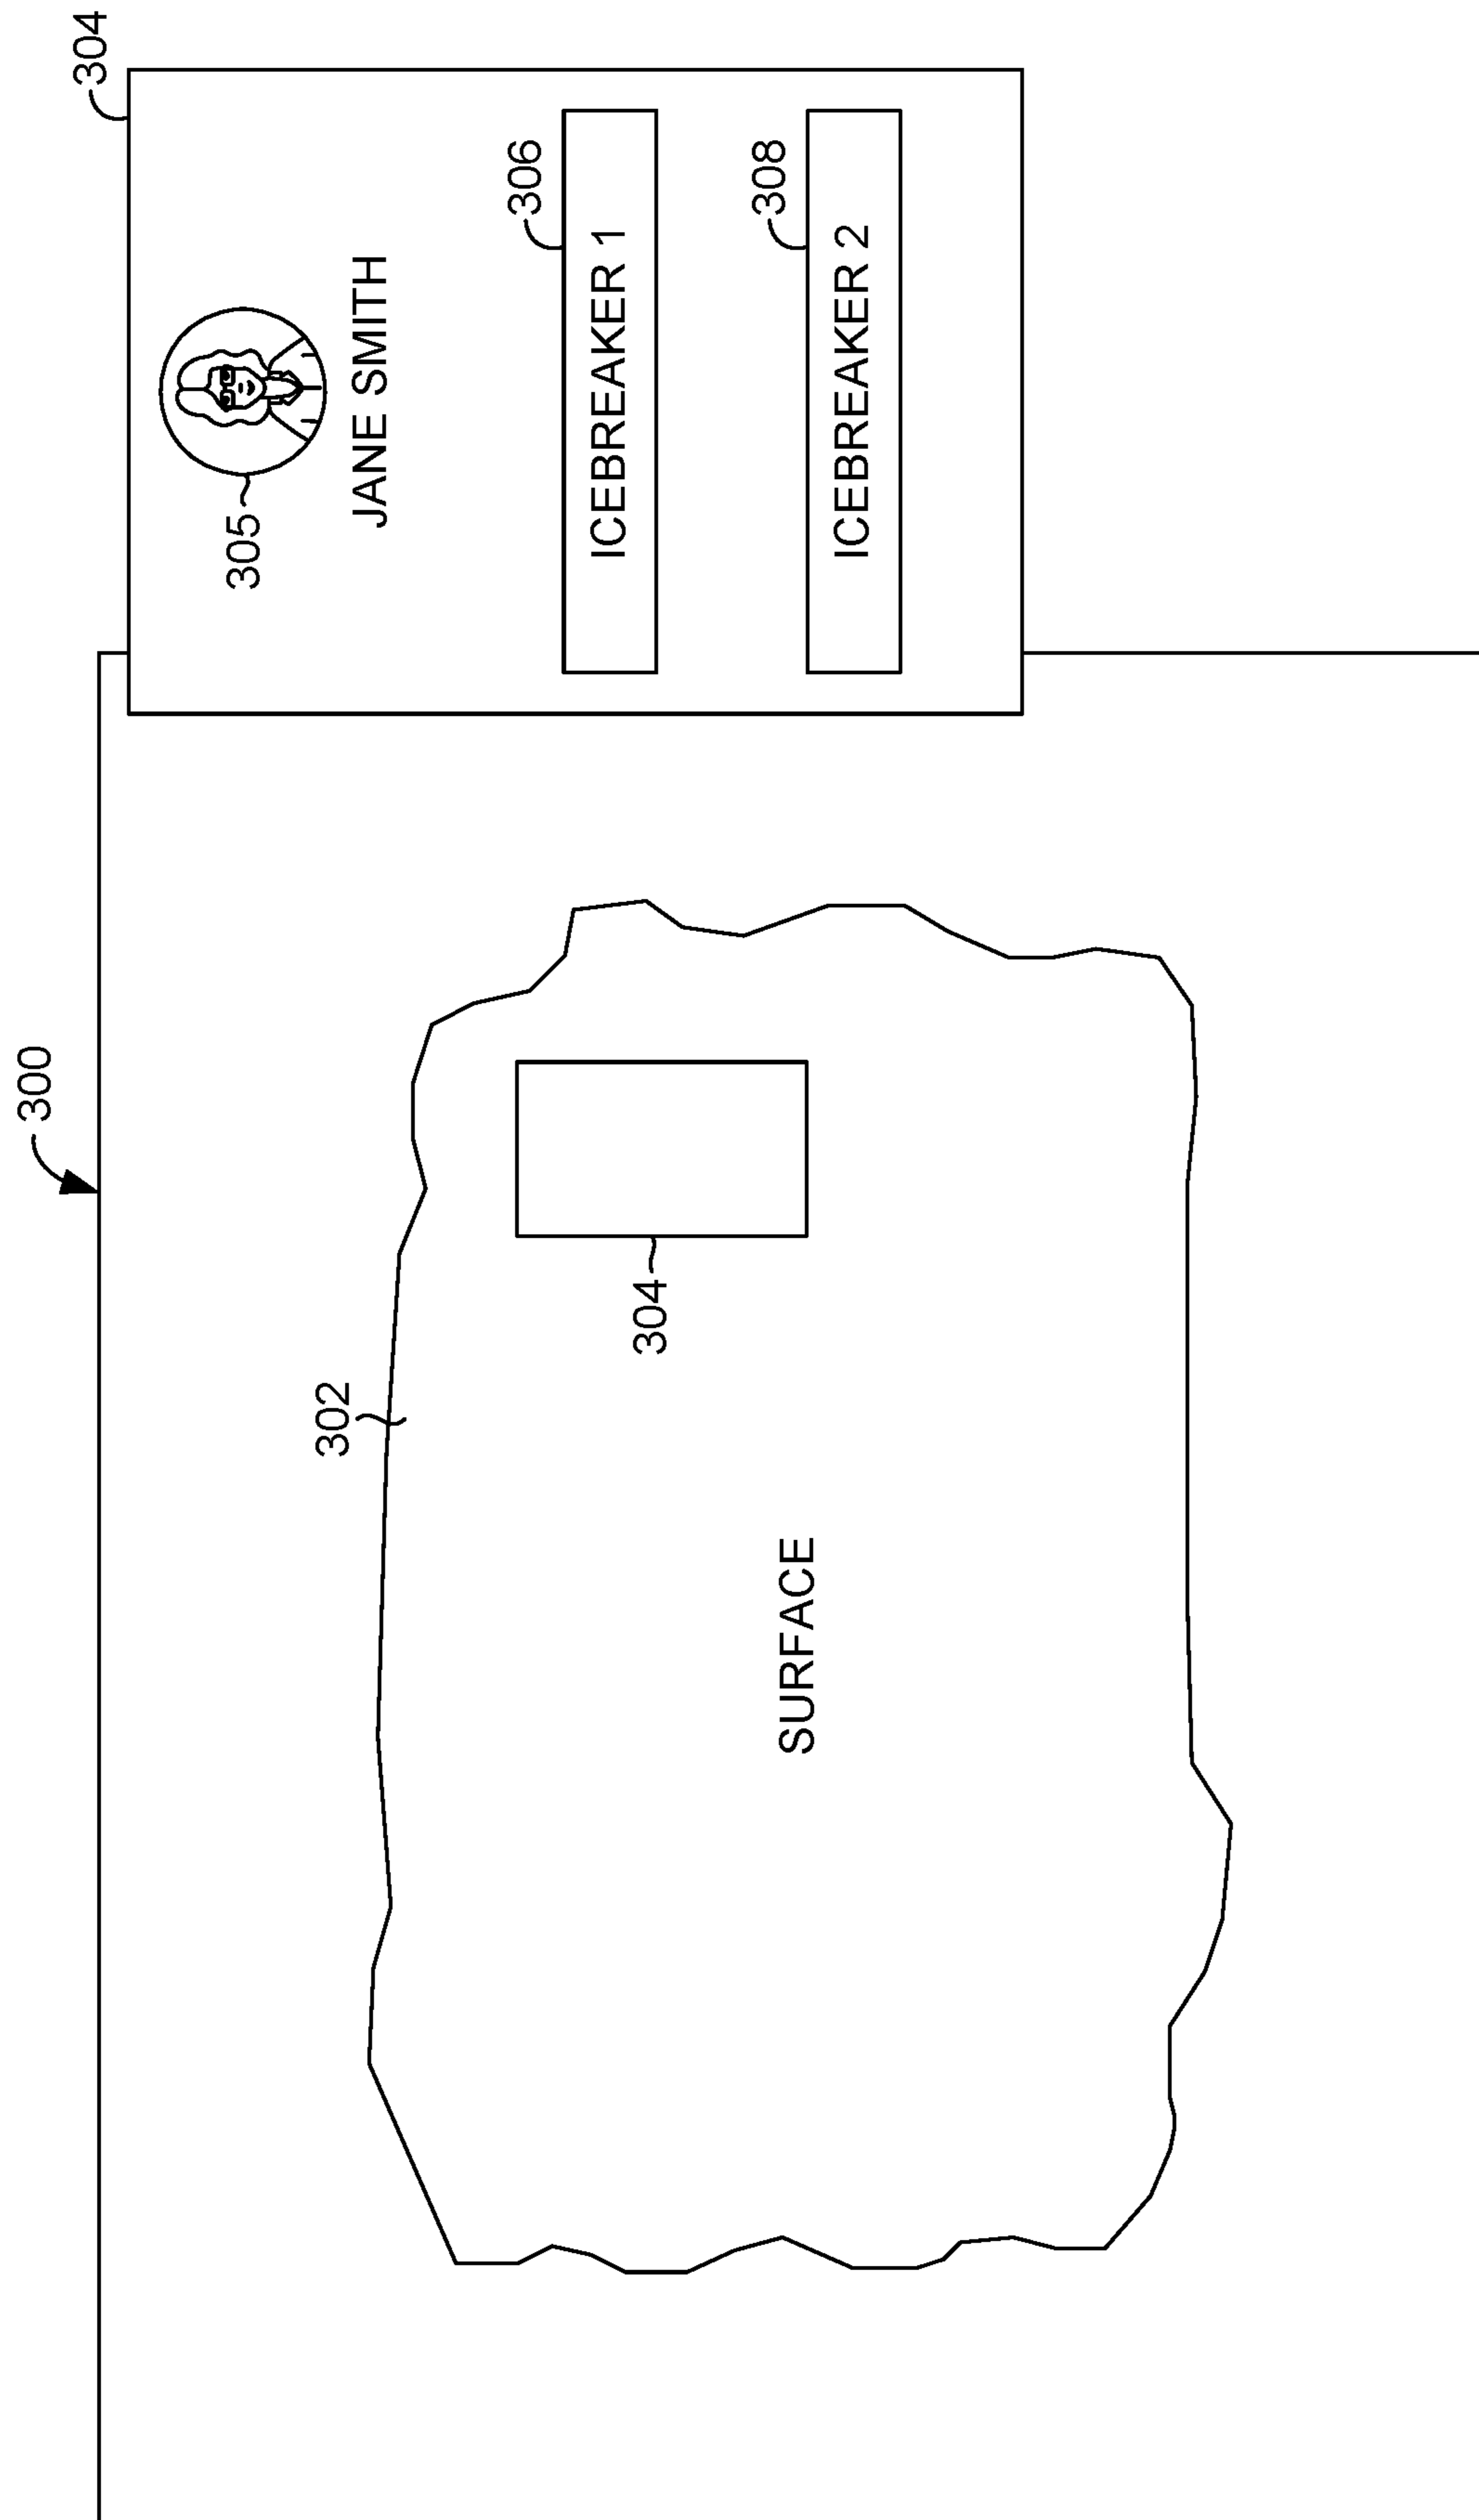 300
302
SURFACE
304
304
305
JANE SMITH
306
ICEBREAKER 1
308
ICEBREAKER 2